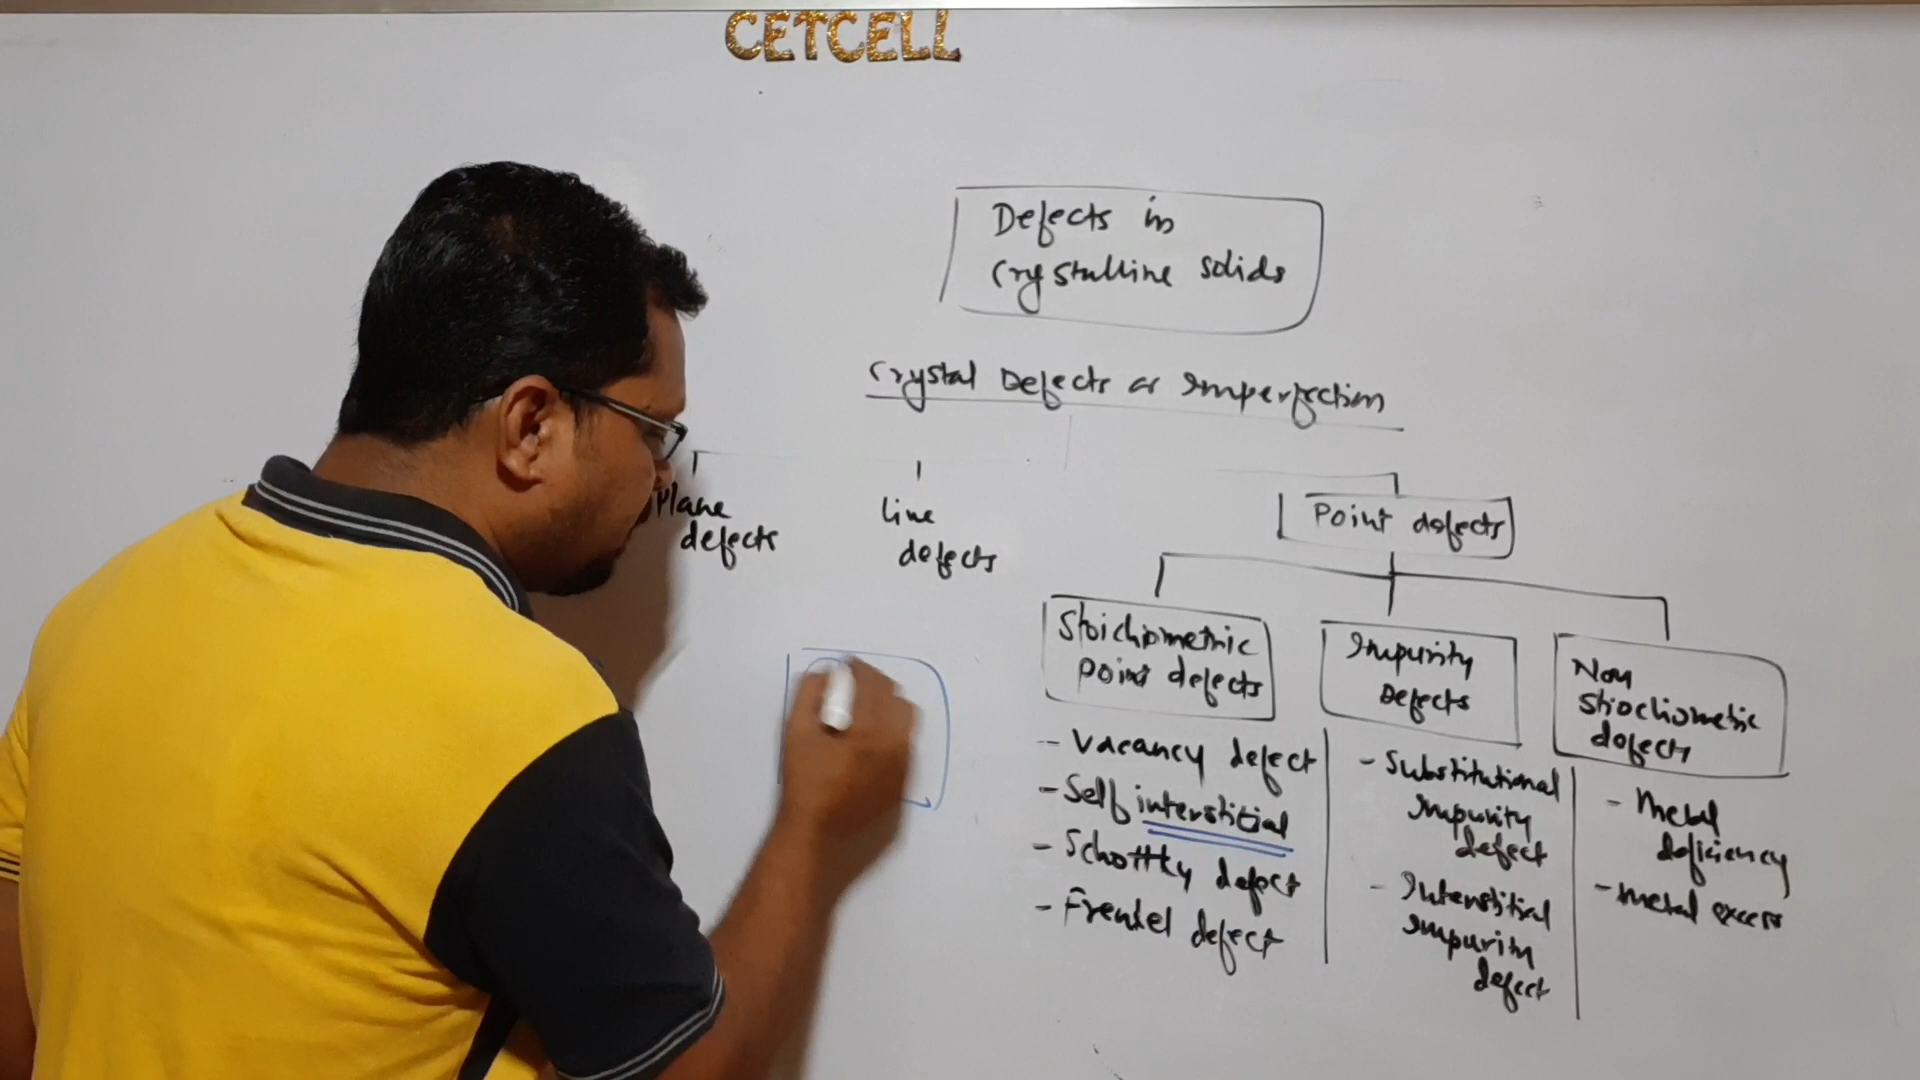 CETCELL
Defects in
Crystalline solids
Crystal Defects or Imperfection
Plane
defects
Line
defects
Point defects
Stoichiometric
point defects
Impurity
Defects
Non
Stiochiometric
defects
- Vacancy defect
- Self interstitial
- Schottky defect
- Frenkel defect
- Substitutional
impurity
defect
- Interstitial
impurity
defect
- Metal
deficiency
- metal excess